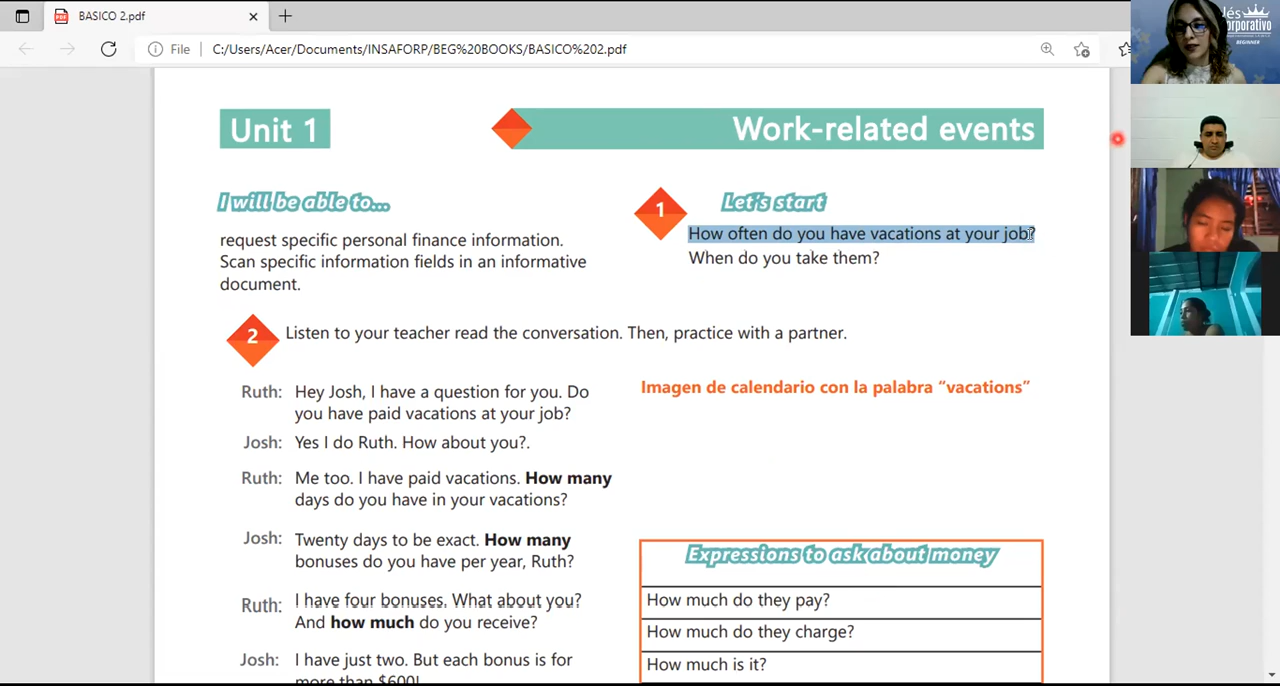 BASICO 2.pdf
File C:/Users/Acer/Documents/INSAFORP/BEG%20BOOKS/BASICO%202.pdf
BEGINNER
Unit 1
Work-related events
I will be able to...
request specific personal finance information.
Scan specific information fields in an informative
document.
1
Let's start
How often do you have vacations at your job?
When do you take them?
2
Listen to your teacher read the conversation. Then, practice with a partner.
Ruth: Hey Josh, I have a question for you. Do
you have paid vacations at your job?
Josh: Yes I do Ruth. How about you?.
Ruth: Me too. I have paid vacations. How many
days do you have in your vacations?
Josh: Twenty days to be exact. How many
bonuses do you have per year, Ruth?
Ruth: I have four bonuses. What about you?
And how much do you receive?
Josh: I have just two. But each bonus is for
more than $600!
Imagen de calendario con la palabra “vacations”
Expressions to ask about money
How much do they pay?
How much do they charge?
How much is it?